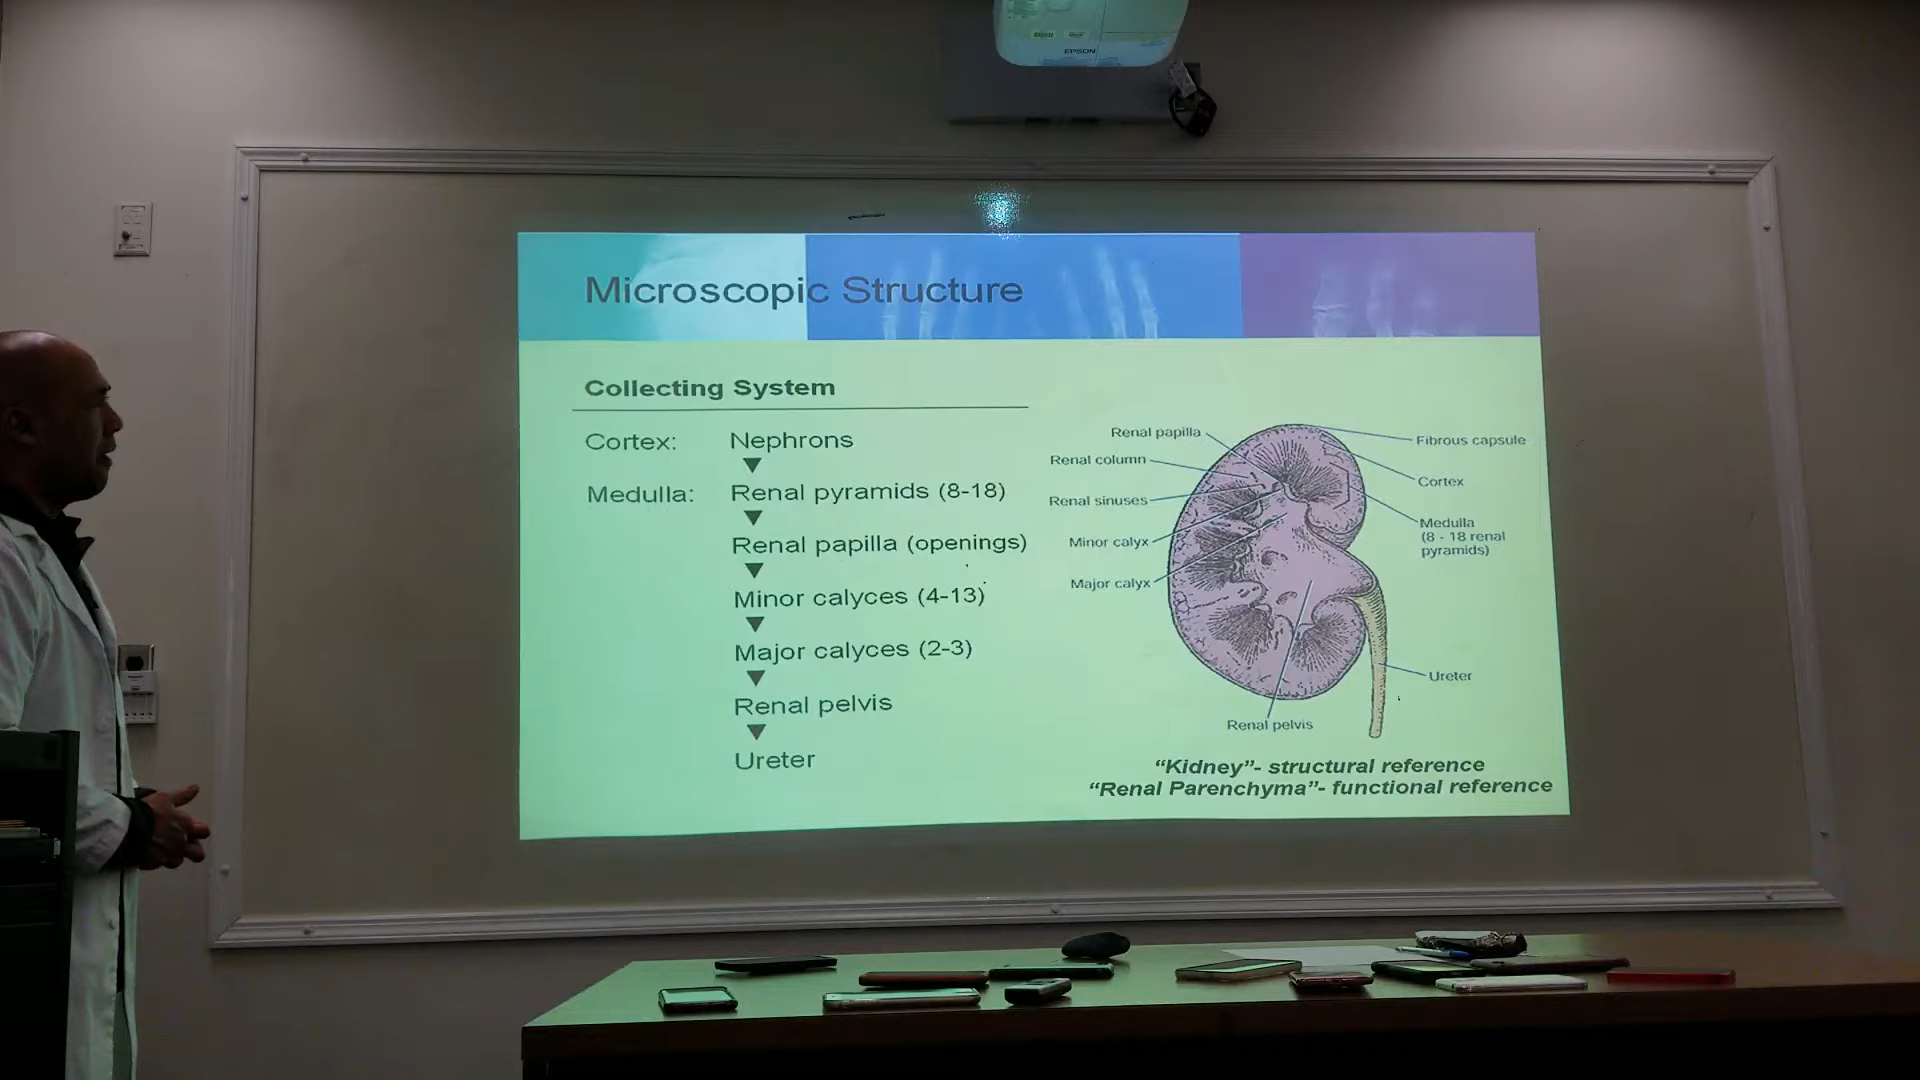 EPSON
Microscopic Structure
Collecting System
Cortex: Nephrons
Medulla: Renal pyramids (8-18)
Renal papilla (openings)
Minor calyces (4-13)
Major calyces (2-3)
Renal pelvis
Ureter
Renal papilla
Renal column
Renal sinuses
Minor calyx
Major calyx
Renal pelvis
Fibrous capsule
Cortex
Medulla
(8 - 18 renal
pyramids)
Ureter
“Kidney”- structural reference
“Renal Parenchyma”- functional reference